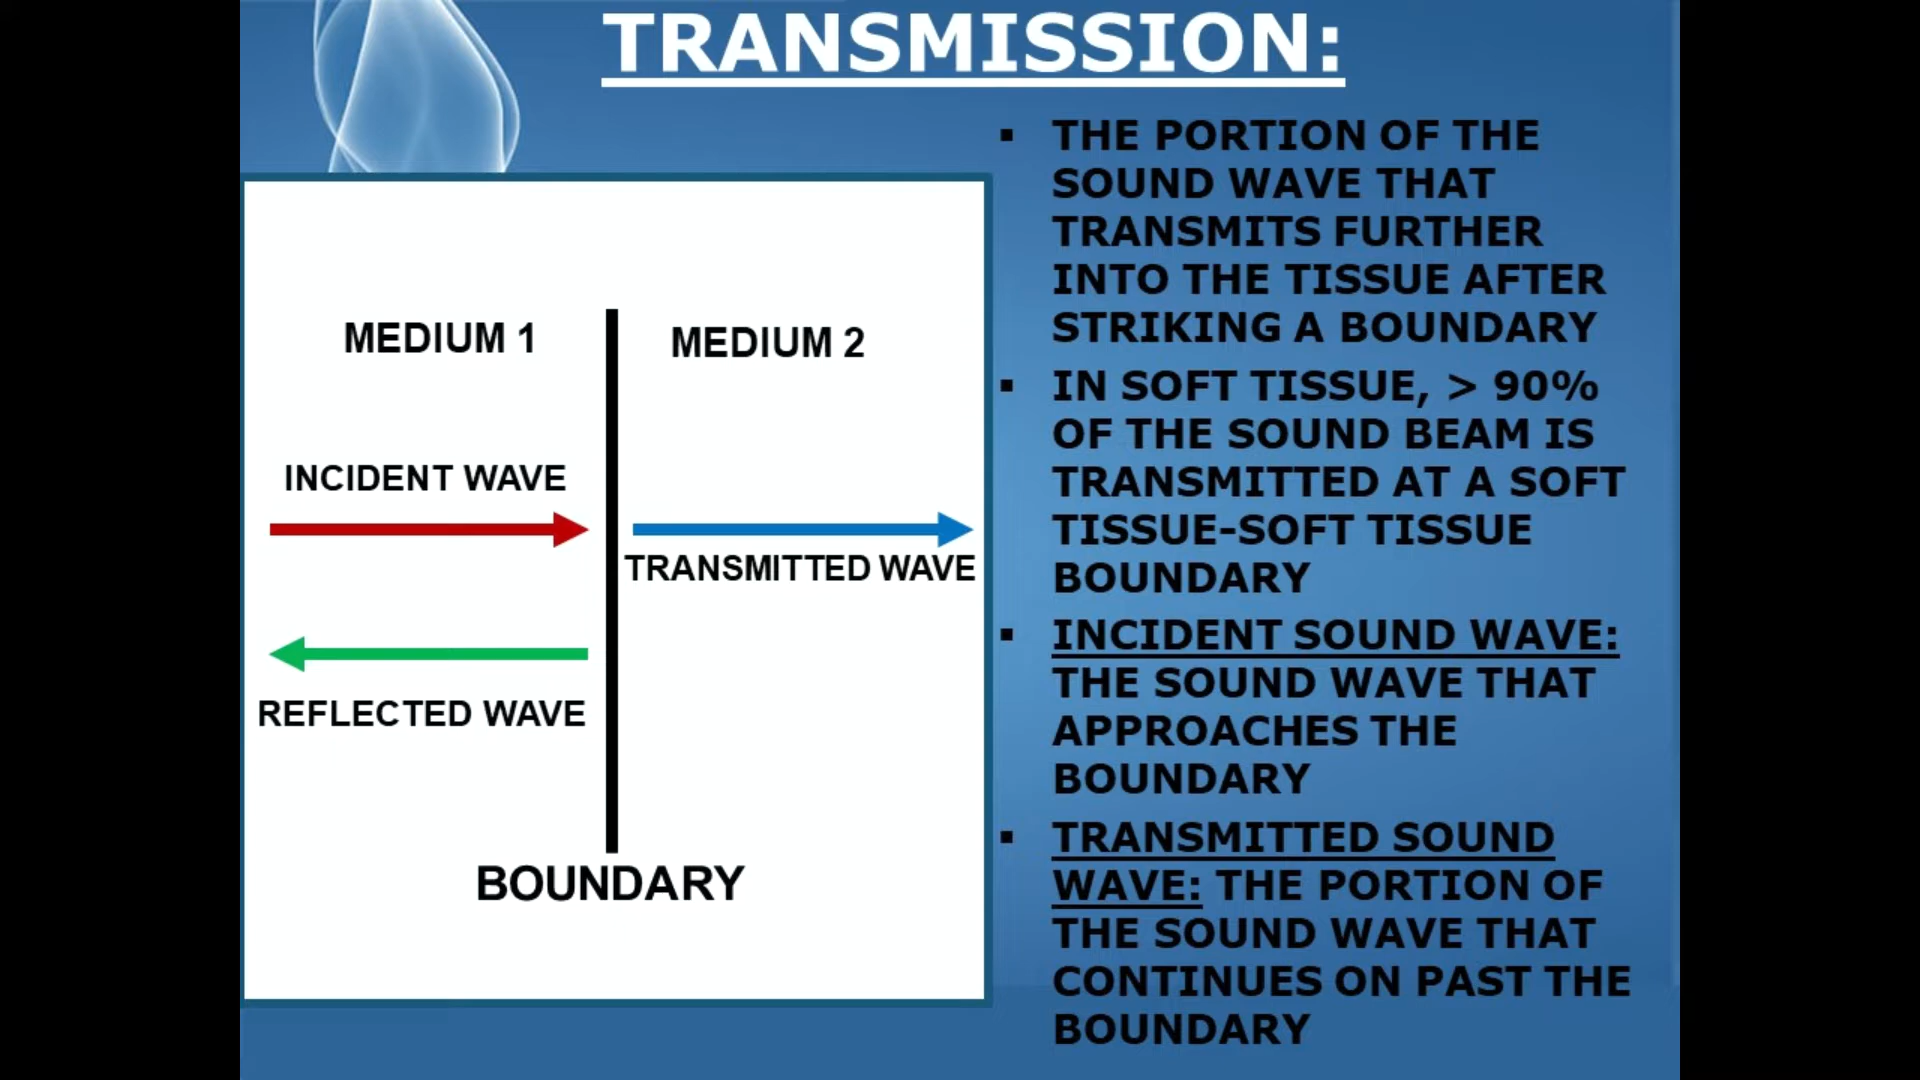 TRANSMISSION:
MEDIUM 1
MEDIUM 2
INCIDENT WAVE
TRANSMITTED WAVE
REFLECTED WAVE
BOUNDARY
▪ THE PORTION OF THE
SOUND WAVE THAT
TRANSMITS FURTHER
INTO THE TISSUE AFTER
STRIKING A BOUNDARY
▪ IN SOFT TISSUE, > 90%
OF THE SOUND BEAM IS
TRANSMITTED AT A SOFT
TISSUE-SOFT TISSUE
BOUNDARY
▪ INCIDENT SOUND WAVE:
THE SOUND WAVE THAT
APPROACHES THE
BOUNDARY
▪ TRANSMITTED SOUND
WAVE: THE PORTION OF
THE SOUND WAVE THAT
CONTINUES ON PAST THE
BOUNDARY